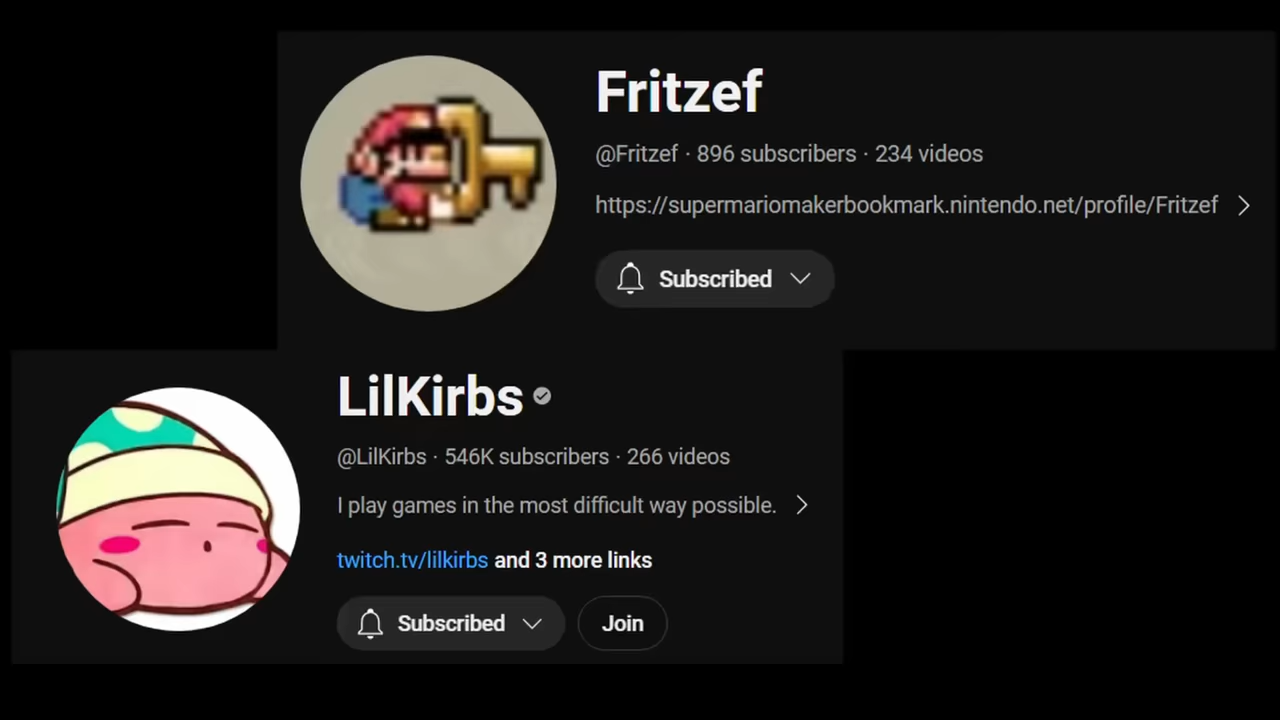 Fritzef
@Fritzef · 896 subscribers · 234 videos
https://supermariomakerbookmark.nintendo.net/profile/Fritzef
Subscribed
LilKirbs
@LilKirbs · 546K subscribers · 266 videos
I play games in the most difficult way possible.
twitch.tv/lilkirbs and 3 more links
Subscribed Join